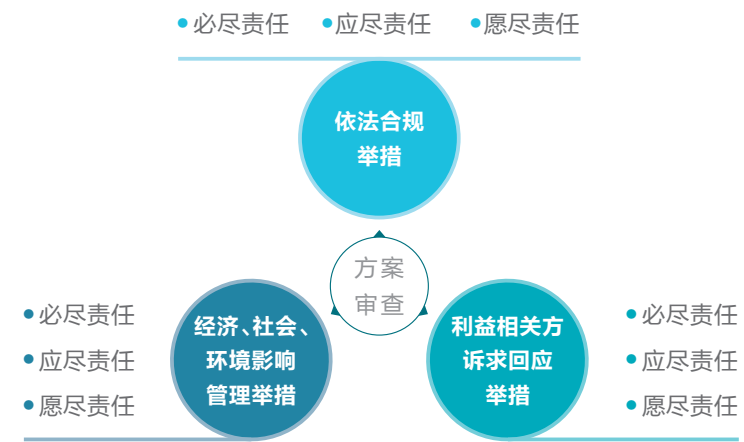 必尽责任 应尽责任 愿尽责任
依法合规
举措
方案
审查
必尽责任
应尽责任
愿尽责任
经济、社会、
环境影响
管理举措
利益相关方
诉求回应
举措
必尽责任
应尽责任
愿尽责任